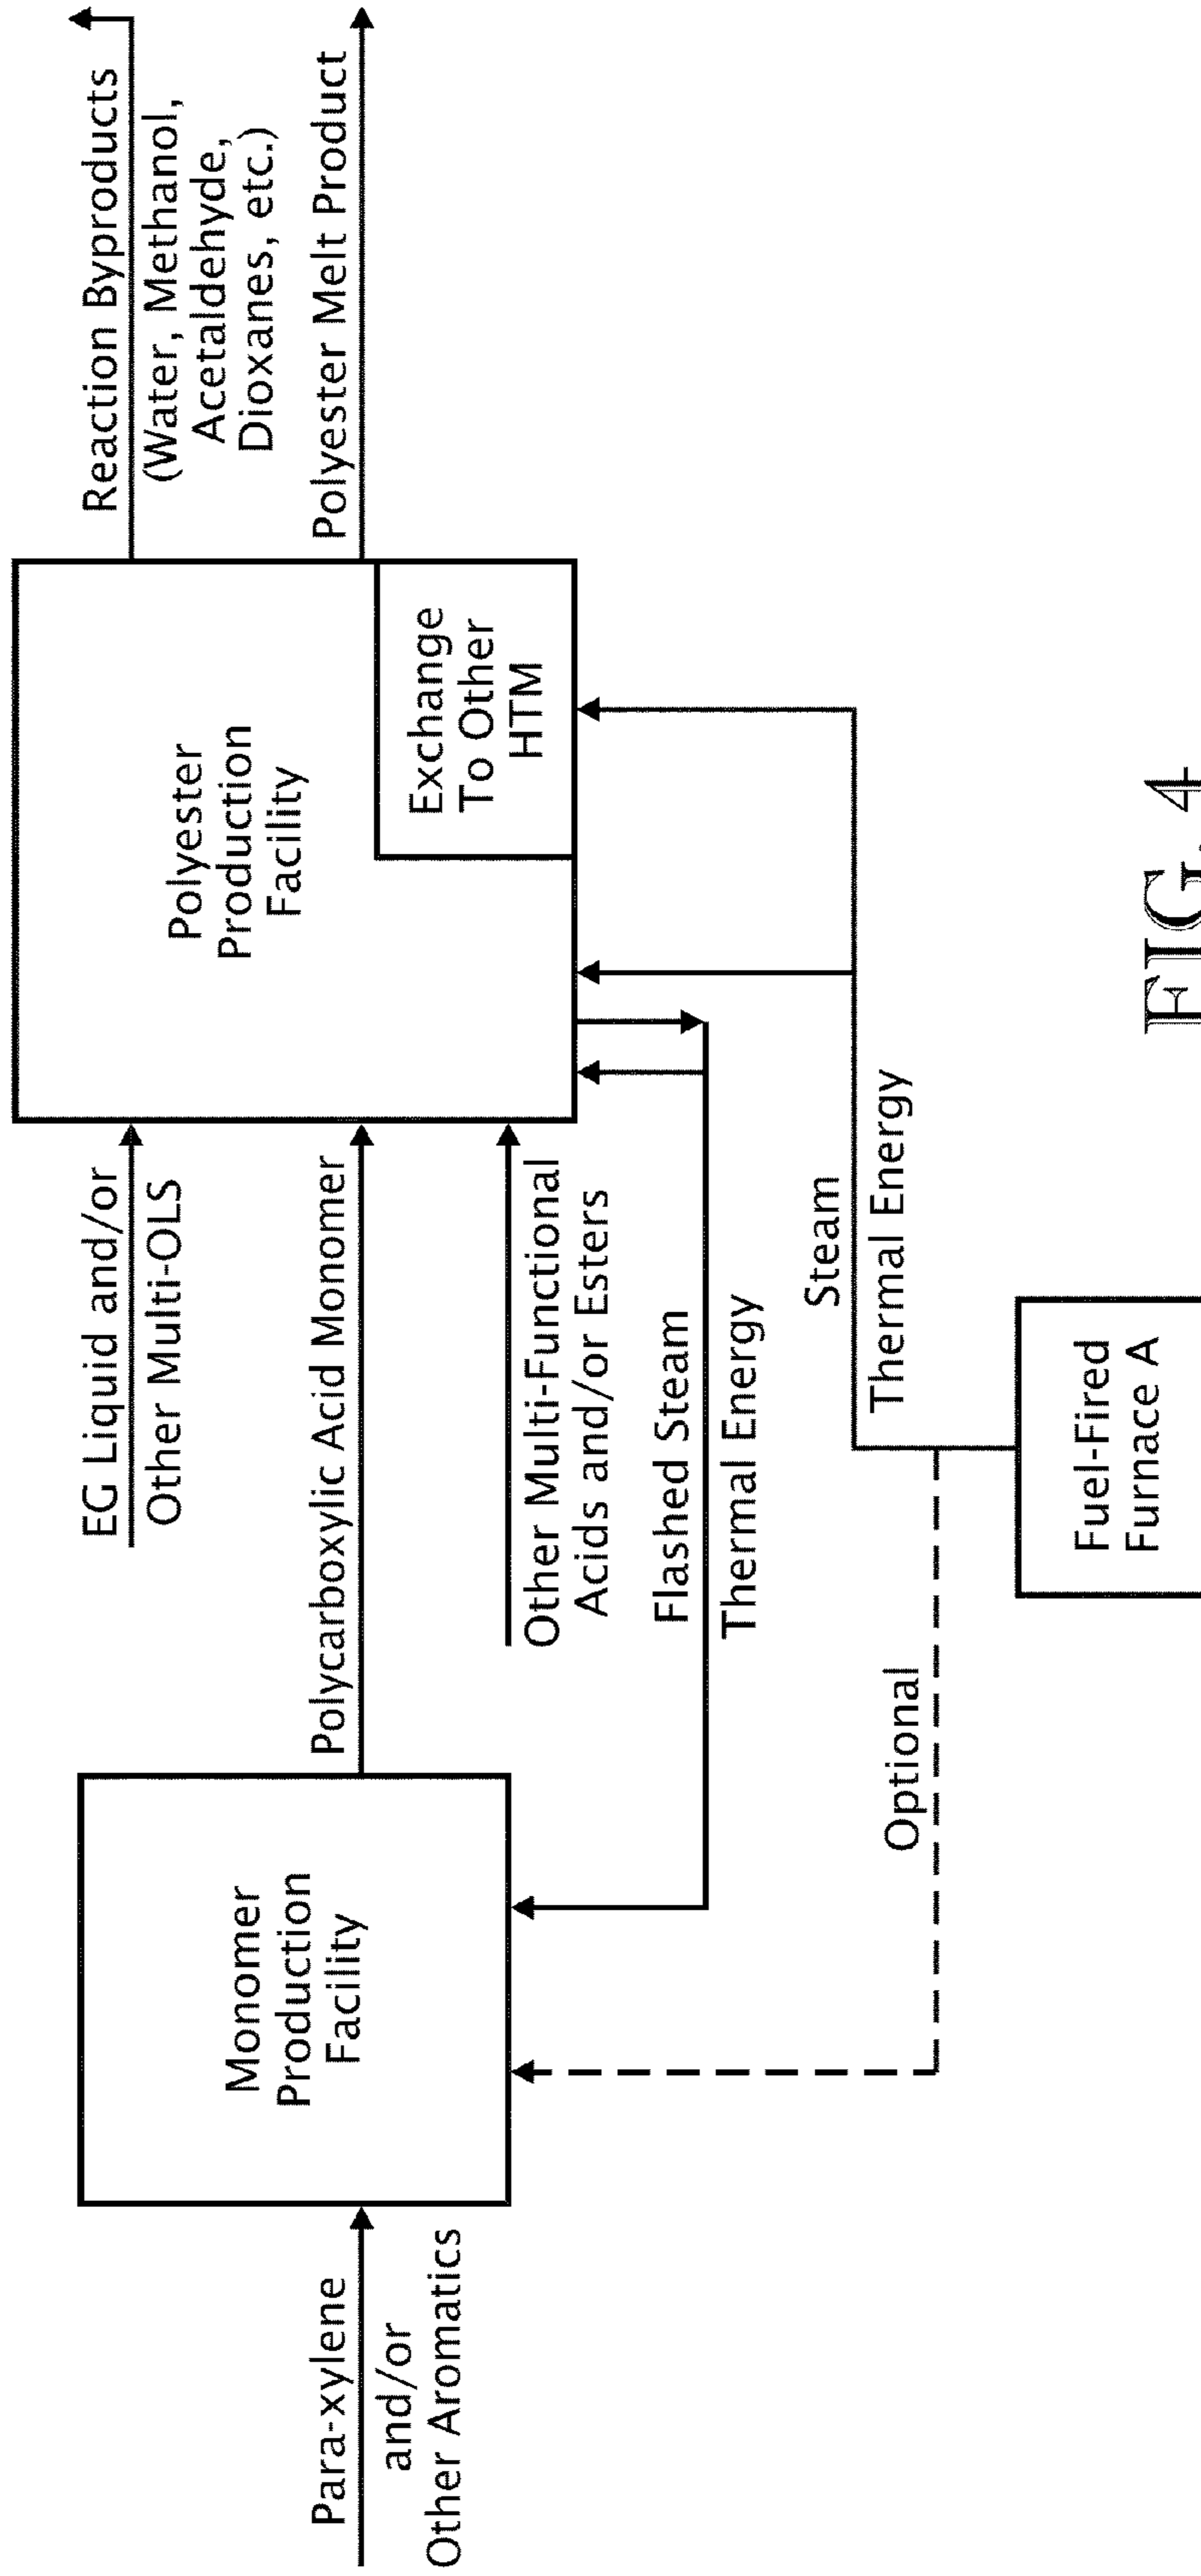 Para-xylene
and/or
Other Aromatics
Monomer
Production
Facility
Polycarboxylic Acid Monomer
EG Liquid and/or
Other Multi-OLS
Other Multi-Functional
Acids and/or Esters
Flashed Steam
Thermal Energy
Optional
Steam
Thermal Energy
Fuel-Fired
Furnace A
Polyester
Production
Facility
Exchange
To Other
HTM
Reaction Byproducts
(Water, Methanol,
Acetaldehyde,
Dioxanes, etc.)
Polyester Melt Product
FIG. 4